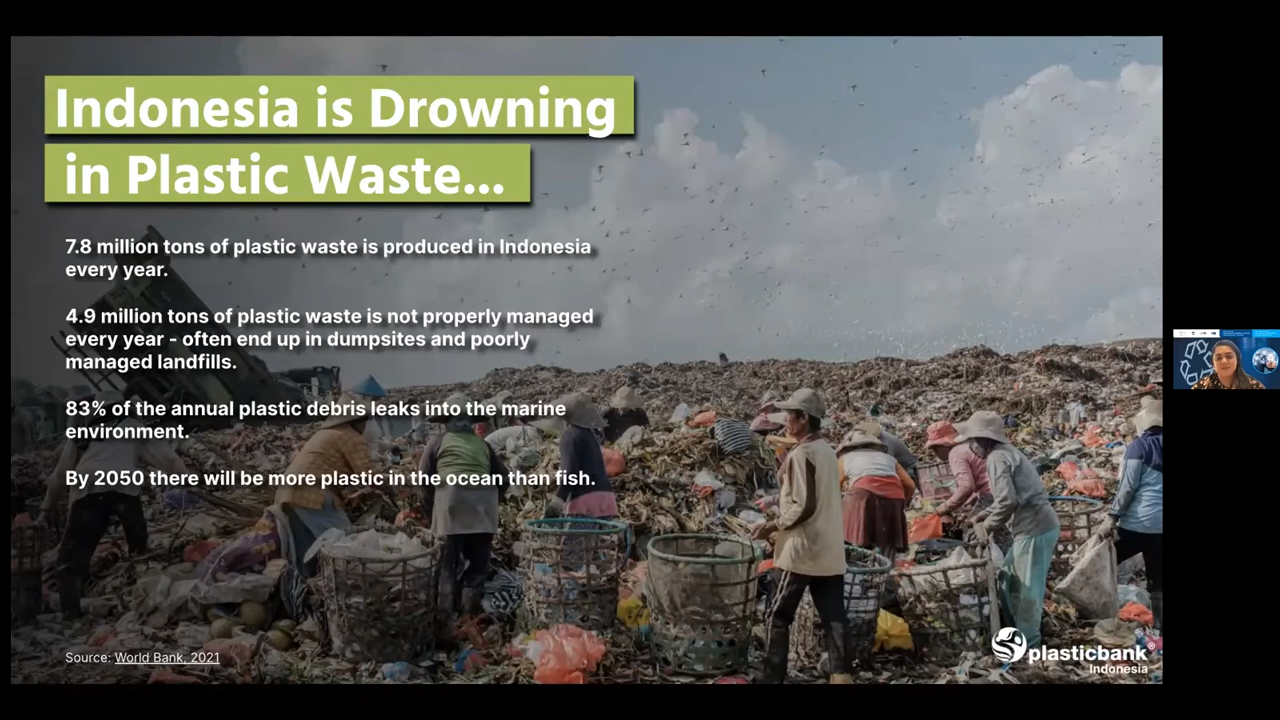 Indonesia is Drowning
in Plastic Waste...
7.8 million tons of plastic waste is produced in Indonesia
every year.
4.9 million tons of plastic waste is not properly managed
every year - often end up in dumpsites and poorly
managed landfills.
83% of the annual plastic debris leaks into the marine
environment.
By 2050 there will be more plastic in the ocean than fish.
Source: World Bank, 2021
plasticbank®
Indonesia